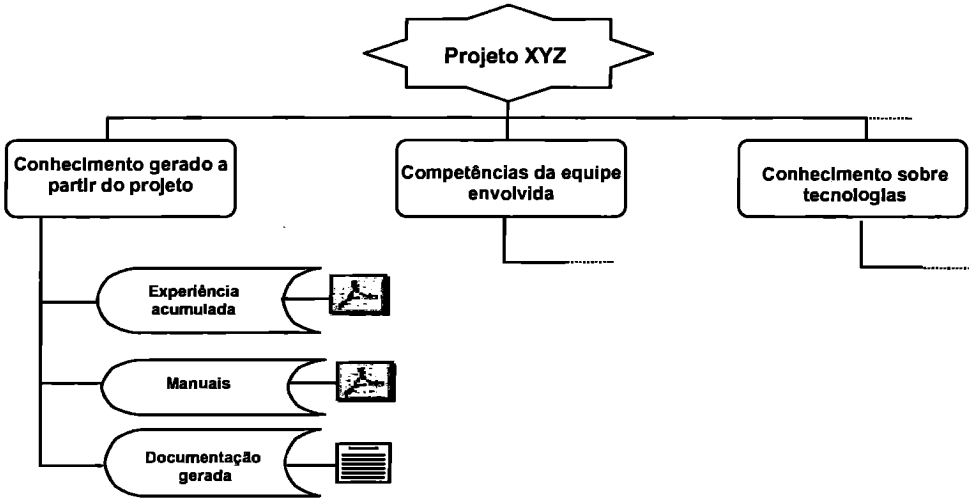 Projeto XYZ
Conhecimento gerado a
partir do projeto
Competências da equipe
envolvida
Conhecimento sobre
tecnologias
Experiência
acumulada
Manuais
Documentação
gerada